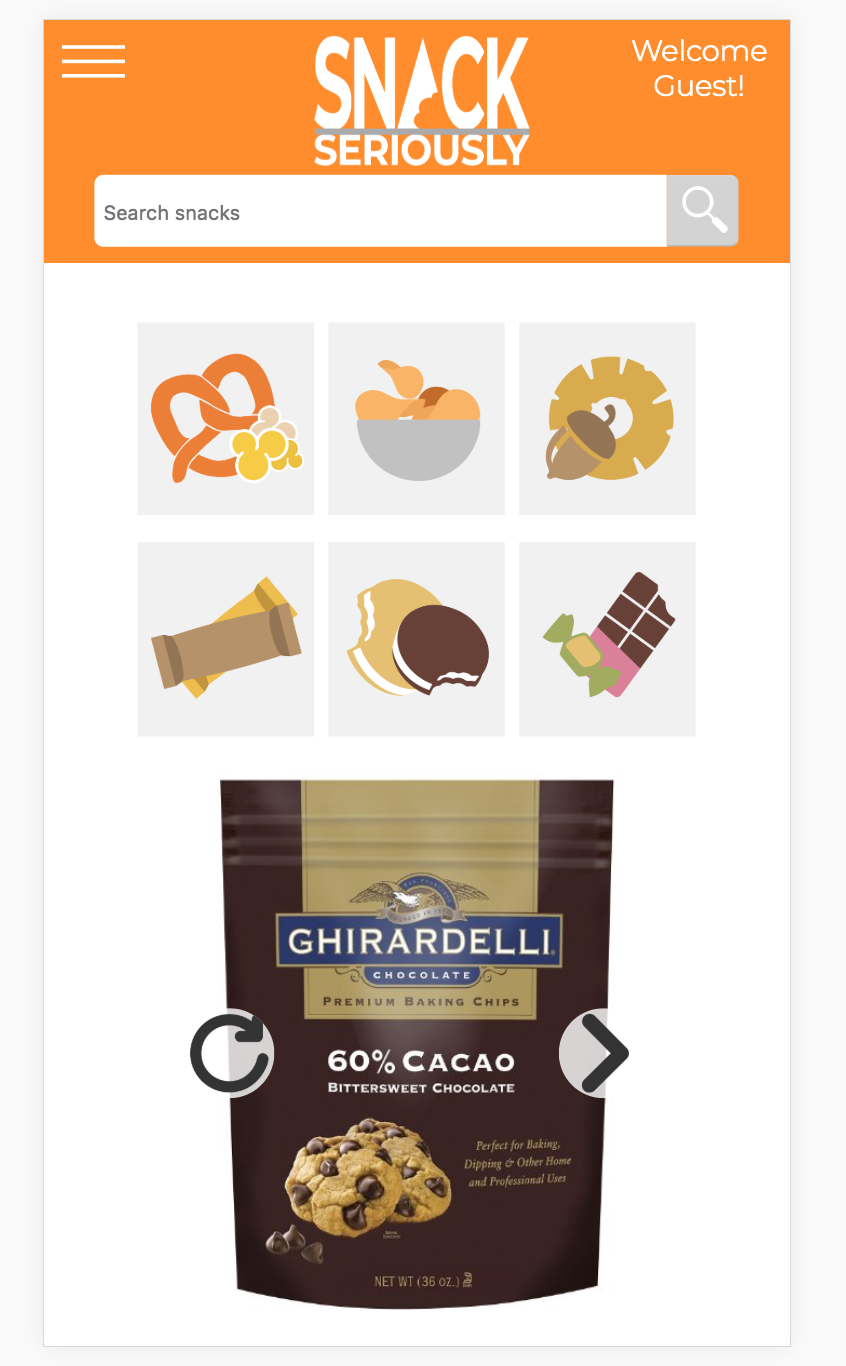 SNACK
SERIOUSLY
Welcome
Guest!
Search snacks
GHIRARDELLI
CHOCOLATE
PREMIUM BAKING CHIPS
60% CACAO
BITTERSWEET CHOCOLATE
Perfect for Baking,
Dipping & Other Home
and Professional Uses
NET WT (36 oz.)